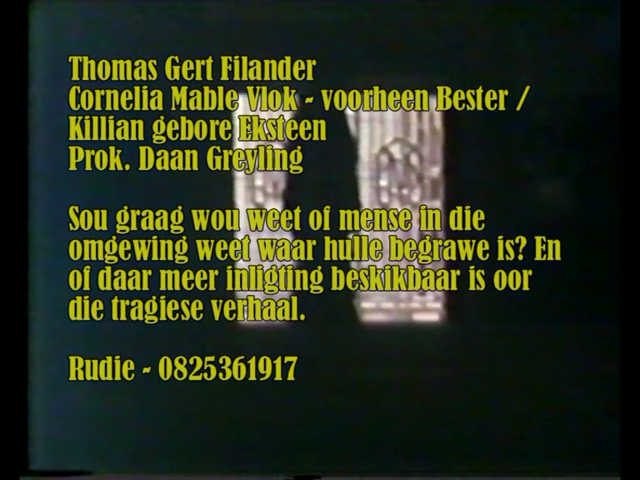 Thomas Gert Filander
Cornelia Mable Vlok - voorheen Bester /
Killian gebore Eksteen
Prok. Daan Greyling
Sou graag wou weet of mense in die
omgewing weet waar hulle begrawe is? En
of daar meer inligting beskikbaar is oor
die tragiese verhaal.
Rudie - 0825361917